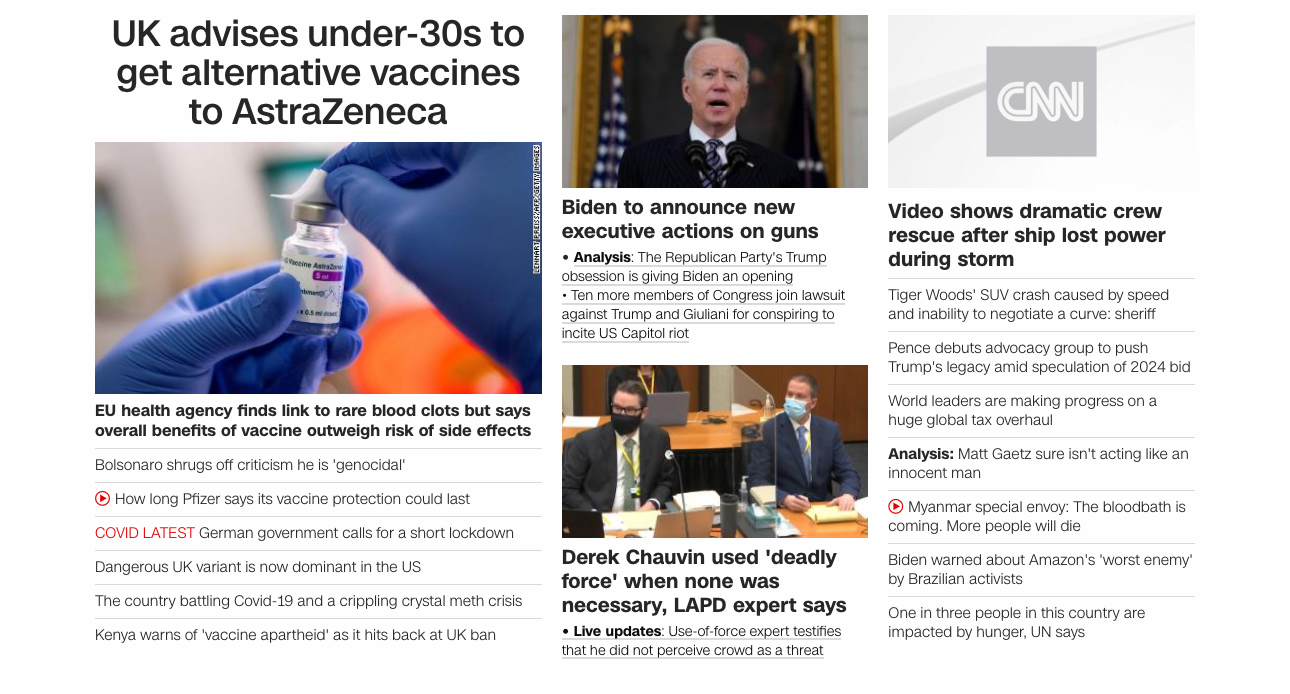 UK advises under-30s to
get alternative vaccines
to AstraZeneca
LENNART PREISS/AFP/GETTY IMAGES
Vaccine AstraZene
5 ml
EU health agency finds link to rare blood clots but says
overall benefits of vaccine outweigh risk of side effects
Bolsonaro shrugs off criticism he is 'genocidal'
How long Pfizer says its vaccine protection could last
COVID LATEST German government calls for a short lockdown
Dangerous UK variant is now dominant in the US
The country battling Covid-19 and a crippling crystal meth crisis
Kenya warns of 'vaccine apartheid' as it hits back at UK ban
Biden to announce new
executive actions on guns
• Analysis: The Republican Party's Trump
obsession is giving Biden an opening
• Ten more members of Congress join lawsuit
against Trump and Giuliani for conspiring to
incite US Capitol riot
Derek Chauvin used 'deadly
force' when none was
necessary, LAPD expert says
• Live updates: Use-of-force expert testifies
that he did not perceive crowd as a threat
CNN
Video shows dramatic crew
rescue after ship lost power
during storm
Tiger Woods' SUV crash caused by speed
and inability to negotiate a curve: sheriff
Pence debuts advocacy group to push
Trump's legacy amid speculation of 2024 bid
World leaders are making progress on a
huge global tax overhaul
Analysis: Matt Gaetz sure isn't acting like an
innocent man
Myanmar special envoy: The bloodbath is
coming. More people will die
Biden warned about Amazon's 'worst enemy'
by Brazilian activists
One in three people in this country are
impacted by hunger, UN says